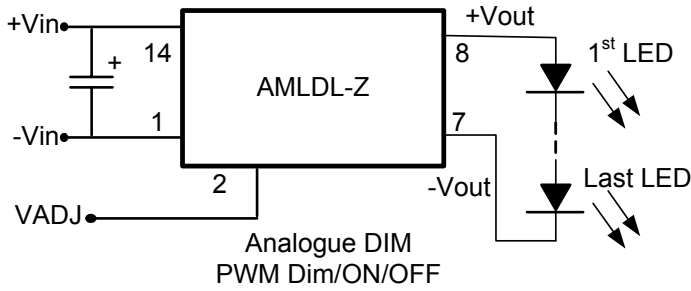 +Vin
+Vout
14
8
1st LED
+
AMLDL-Z
-Vin
1
7
2
-Vout
Last LED
VADJ
Analogue DIM
PWM Dim/ON/OFF